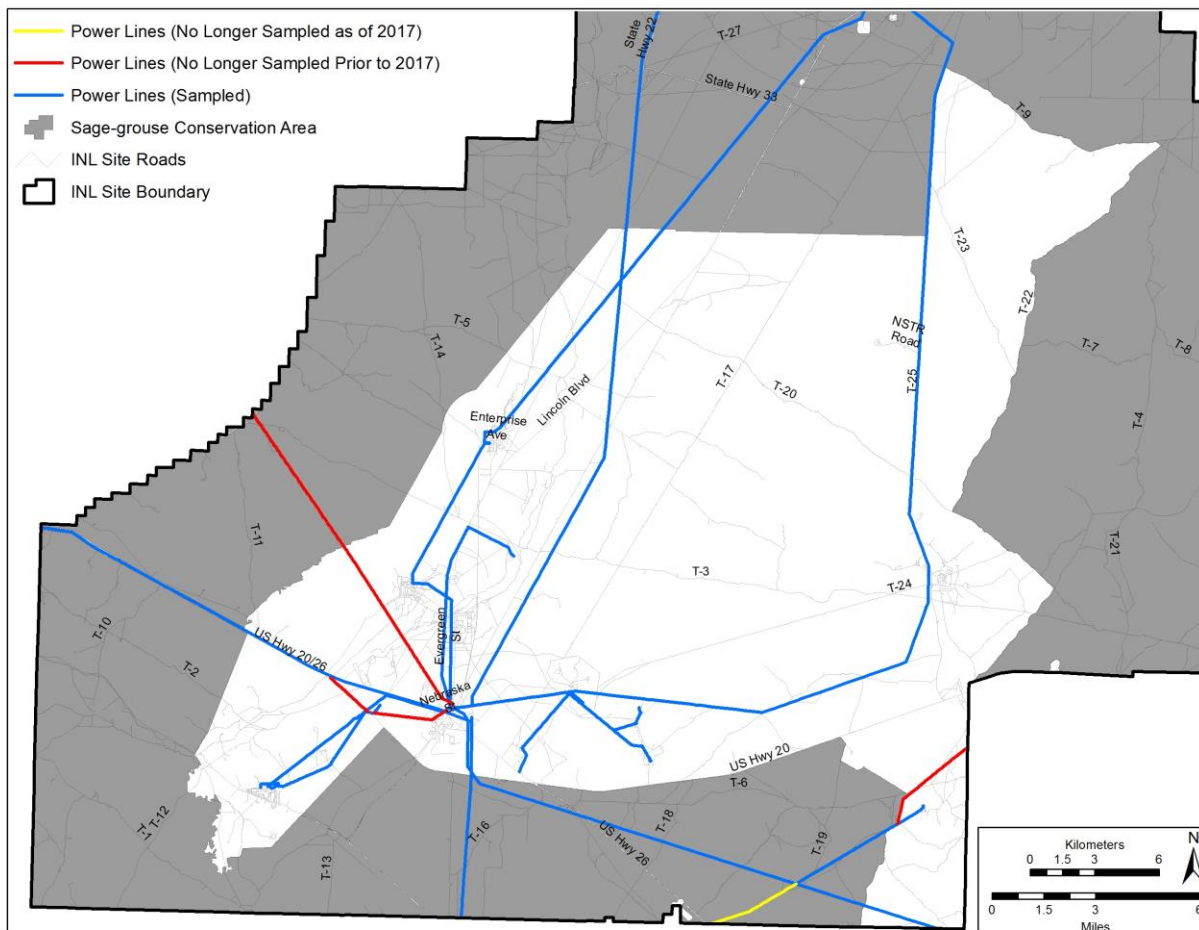 Power Lines (No Longer Sampled as of 2017)
Power Lines (No Longer Sampled Prior to 2017)
Power Lines (Sampled)
Sage-grouse Conservation Area
INL Site Roads
INL Site Boundary
State
Hwy 22
T-27
State Hwy 33
T-9
T-23
T-22
T-5
T-14
NSTR
Road
T-7
T-8
T-17
T-25
T-20
Lincoln Blvd
Enterprise
Ave
T-4
T-11
T-21
T-3
T-24
T-10
T-2
US Hwy 20/26
Evergreen
St
Nebraska
St
US Hwy 20
T-6
T-1
T-12
T-13
T-16
T-18
US Hwy 26
T-19
Kilometers
0 1.5 3 6
N
0 1.5 3 6
Miles